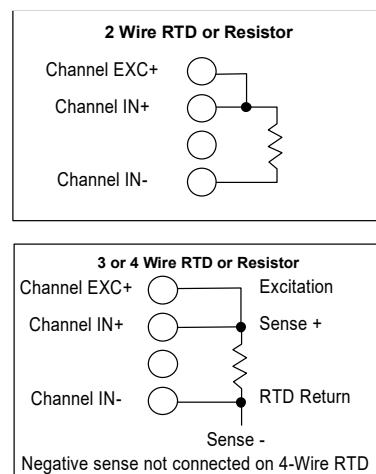 2 Wire RTD or Resistor
Channel EXC+
Channel IN+
Channel IN-
3 or 4 Wire RTD or Resistor
Channel EXC+ Excitation
Channel IN+ Sense +
Channel IN- RTD Return
Sense -
Negative sense not connected on 4-Wire RTD